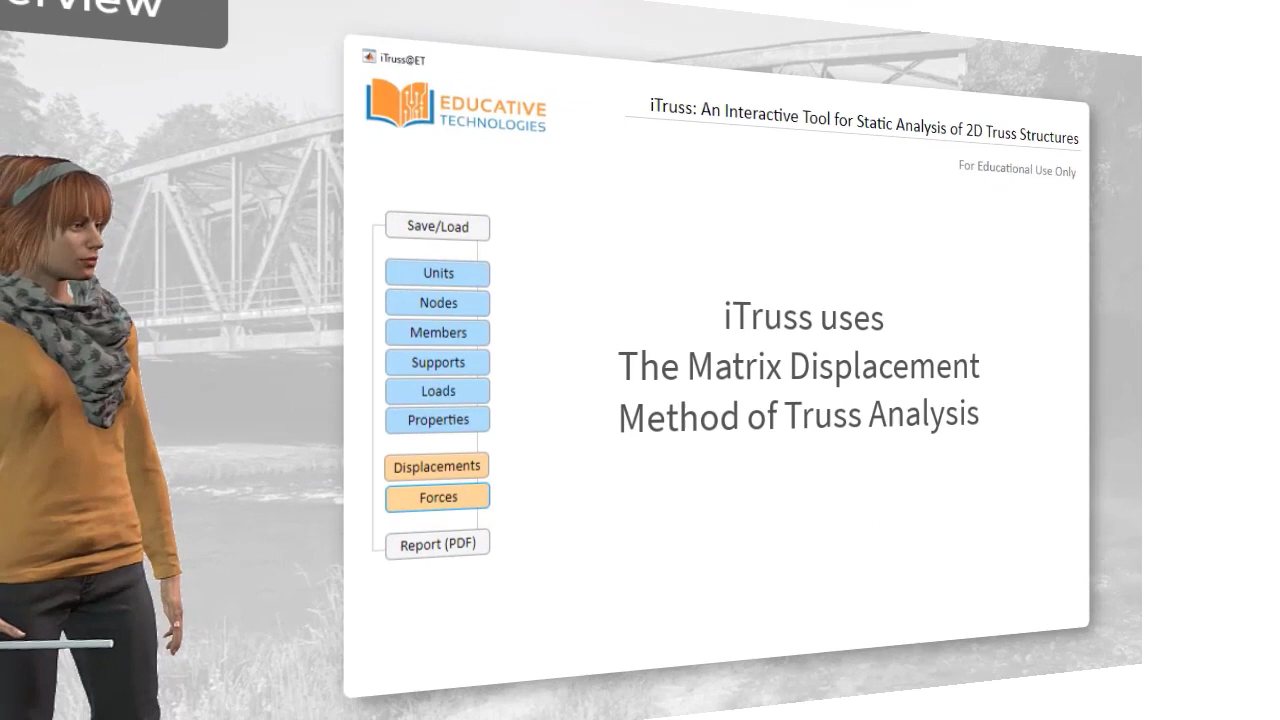 iTruss@ET
EDUCATIVE
TECHNOLOGIES
iTruss: An Interactive Tool for Static Analysis of 2D Truss Structures
For Educational Use Only
Save/Load
Units
Nodes
Members
Supports
Loads
Properties
Displacements
Forces
Report (PDF)
iTruss uses
The Matrix Displacement
Method of Truss Analysis